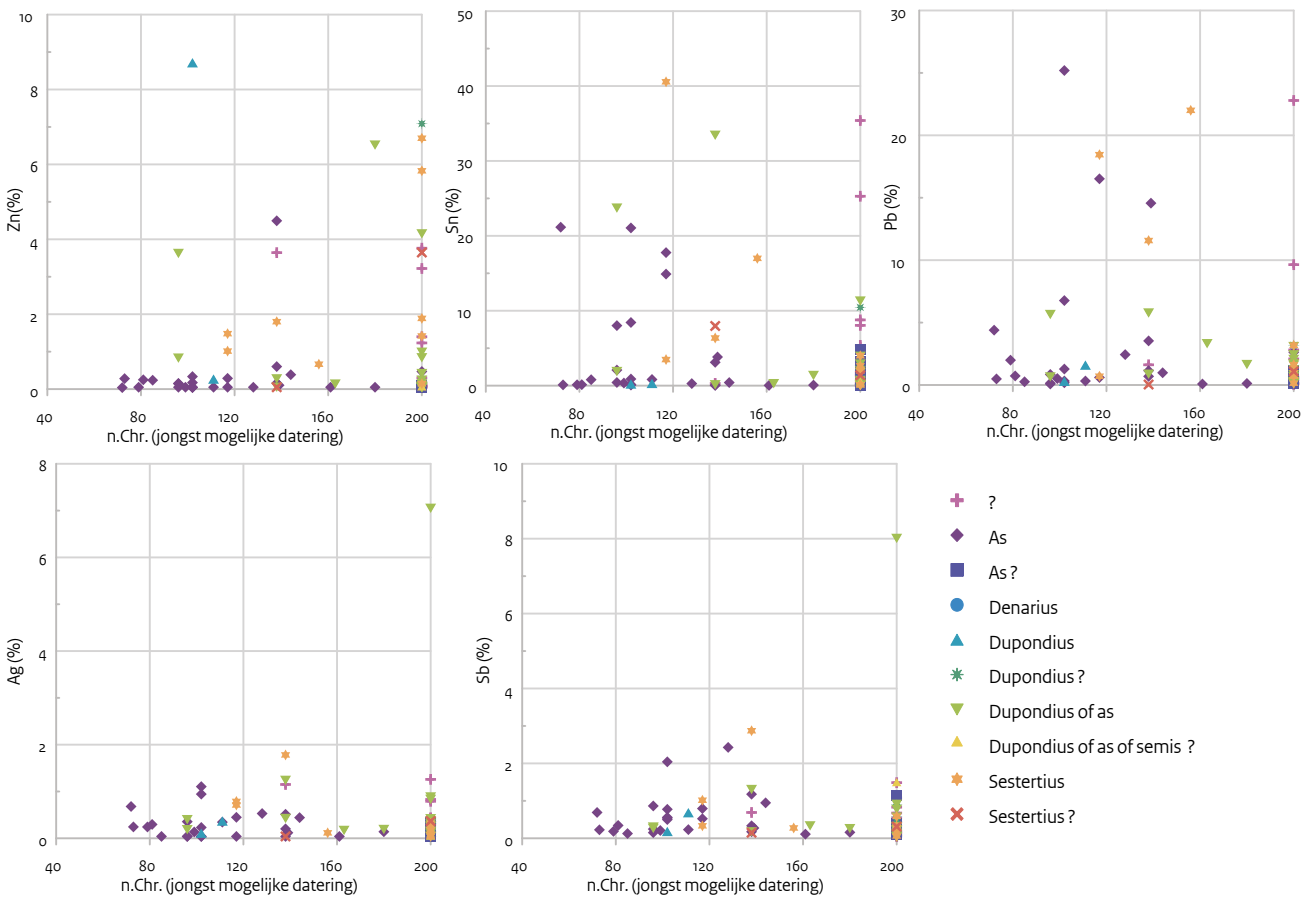 10
8
6
4
2
0
Zn (%)
40 80 120 160 200
n.Chr. (jongst mogelijke datering)
50
40
30
20
10
0
Sn (%)
40 80 120 160 200
n.Chr. (jongst mogelijke datering)
30
20
10
0
Pb (%)
40 80 120 160 200
n.Chr. (jongst mogelijke datering)
8
6
4
2
0
Ag (%)
40 80 120 160 200
n.Chr. (jongst mogelijke datering)
10
8
6
4
2
0
Sb (%)
40 80 120 160 200
n.Chr. (jongst mogelijke datering)
?
As
As ?
Denarius
Dupondius
Dupondius ?
Dupondius of as
Dupondius of as of semis ?
Sestertius
Sestertius ?